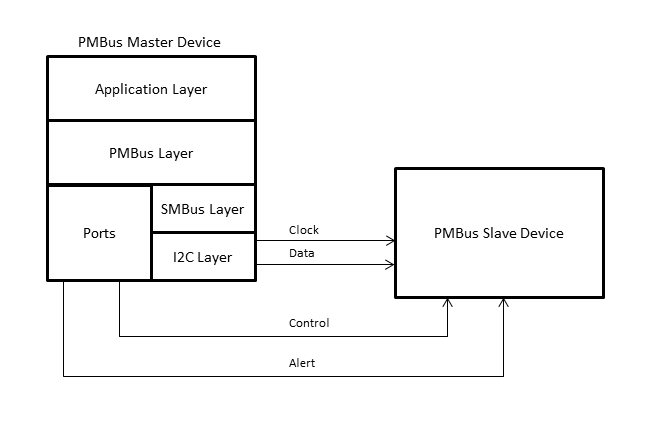 PMBus Master Device
Application Layer
PMBus Layer
Ports
SMBus Layer
I2C Layer
Clock
Data
PMBus Slave Device
Control
Alert